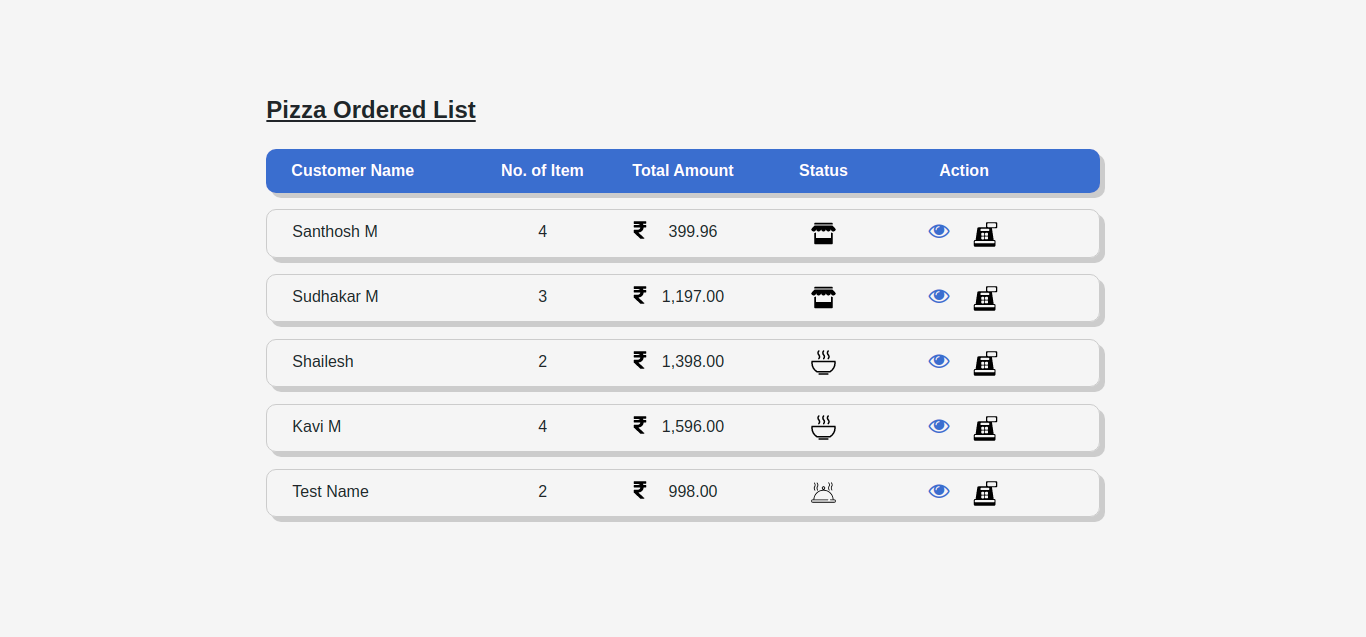 Pizza Ordered List
Customer Name No. of Item Total Amount Status Action
Santhosh M 4 ₹ 399.96
Sudhakar M 3 ₹ 1,197.00
Shailesh 2 ₹ 1,398.00
Kavi M 4 ₹ 1,596.00
Test Name 2 ₹ 998.00